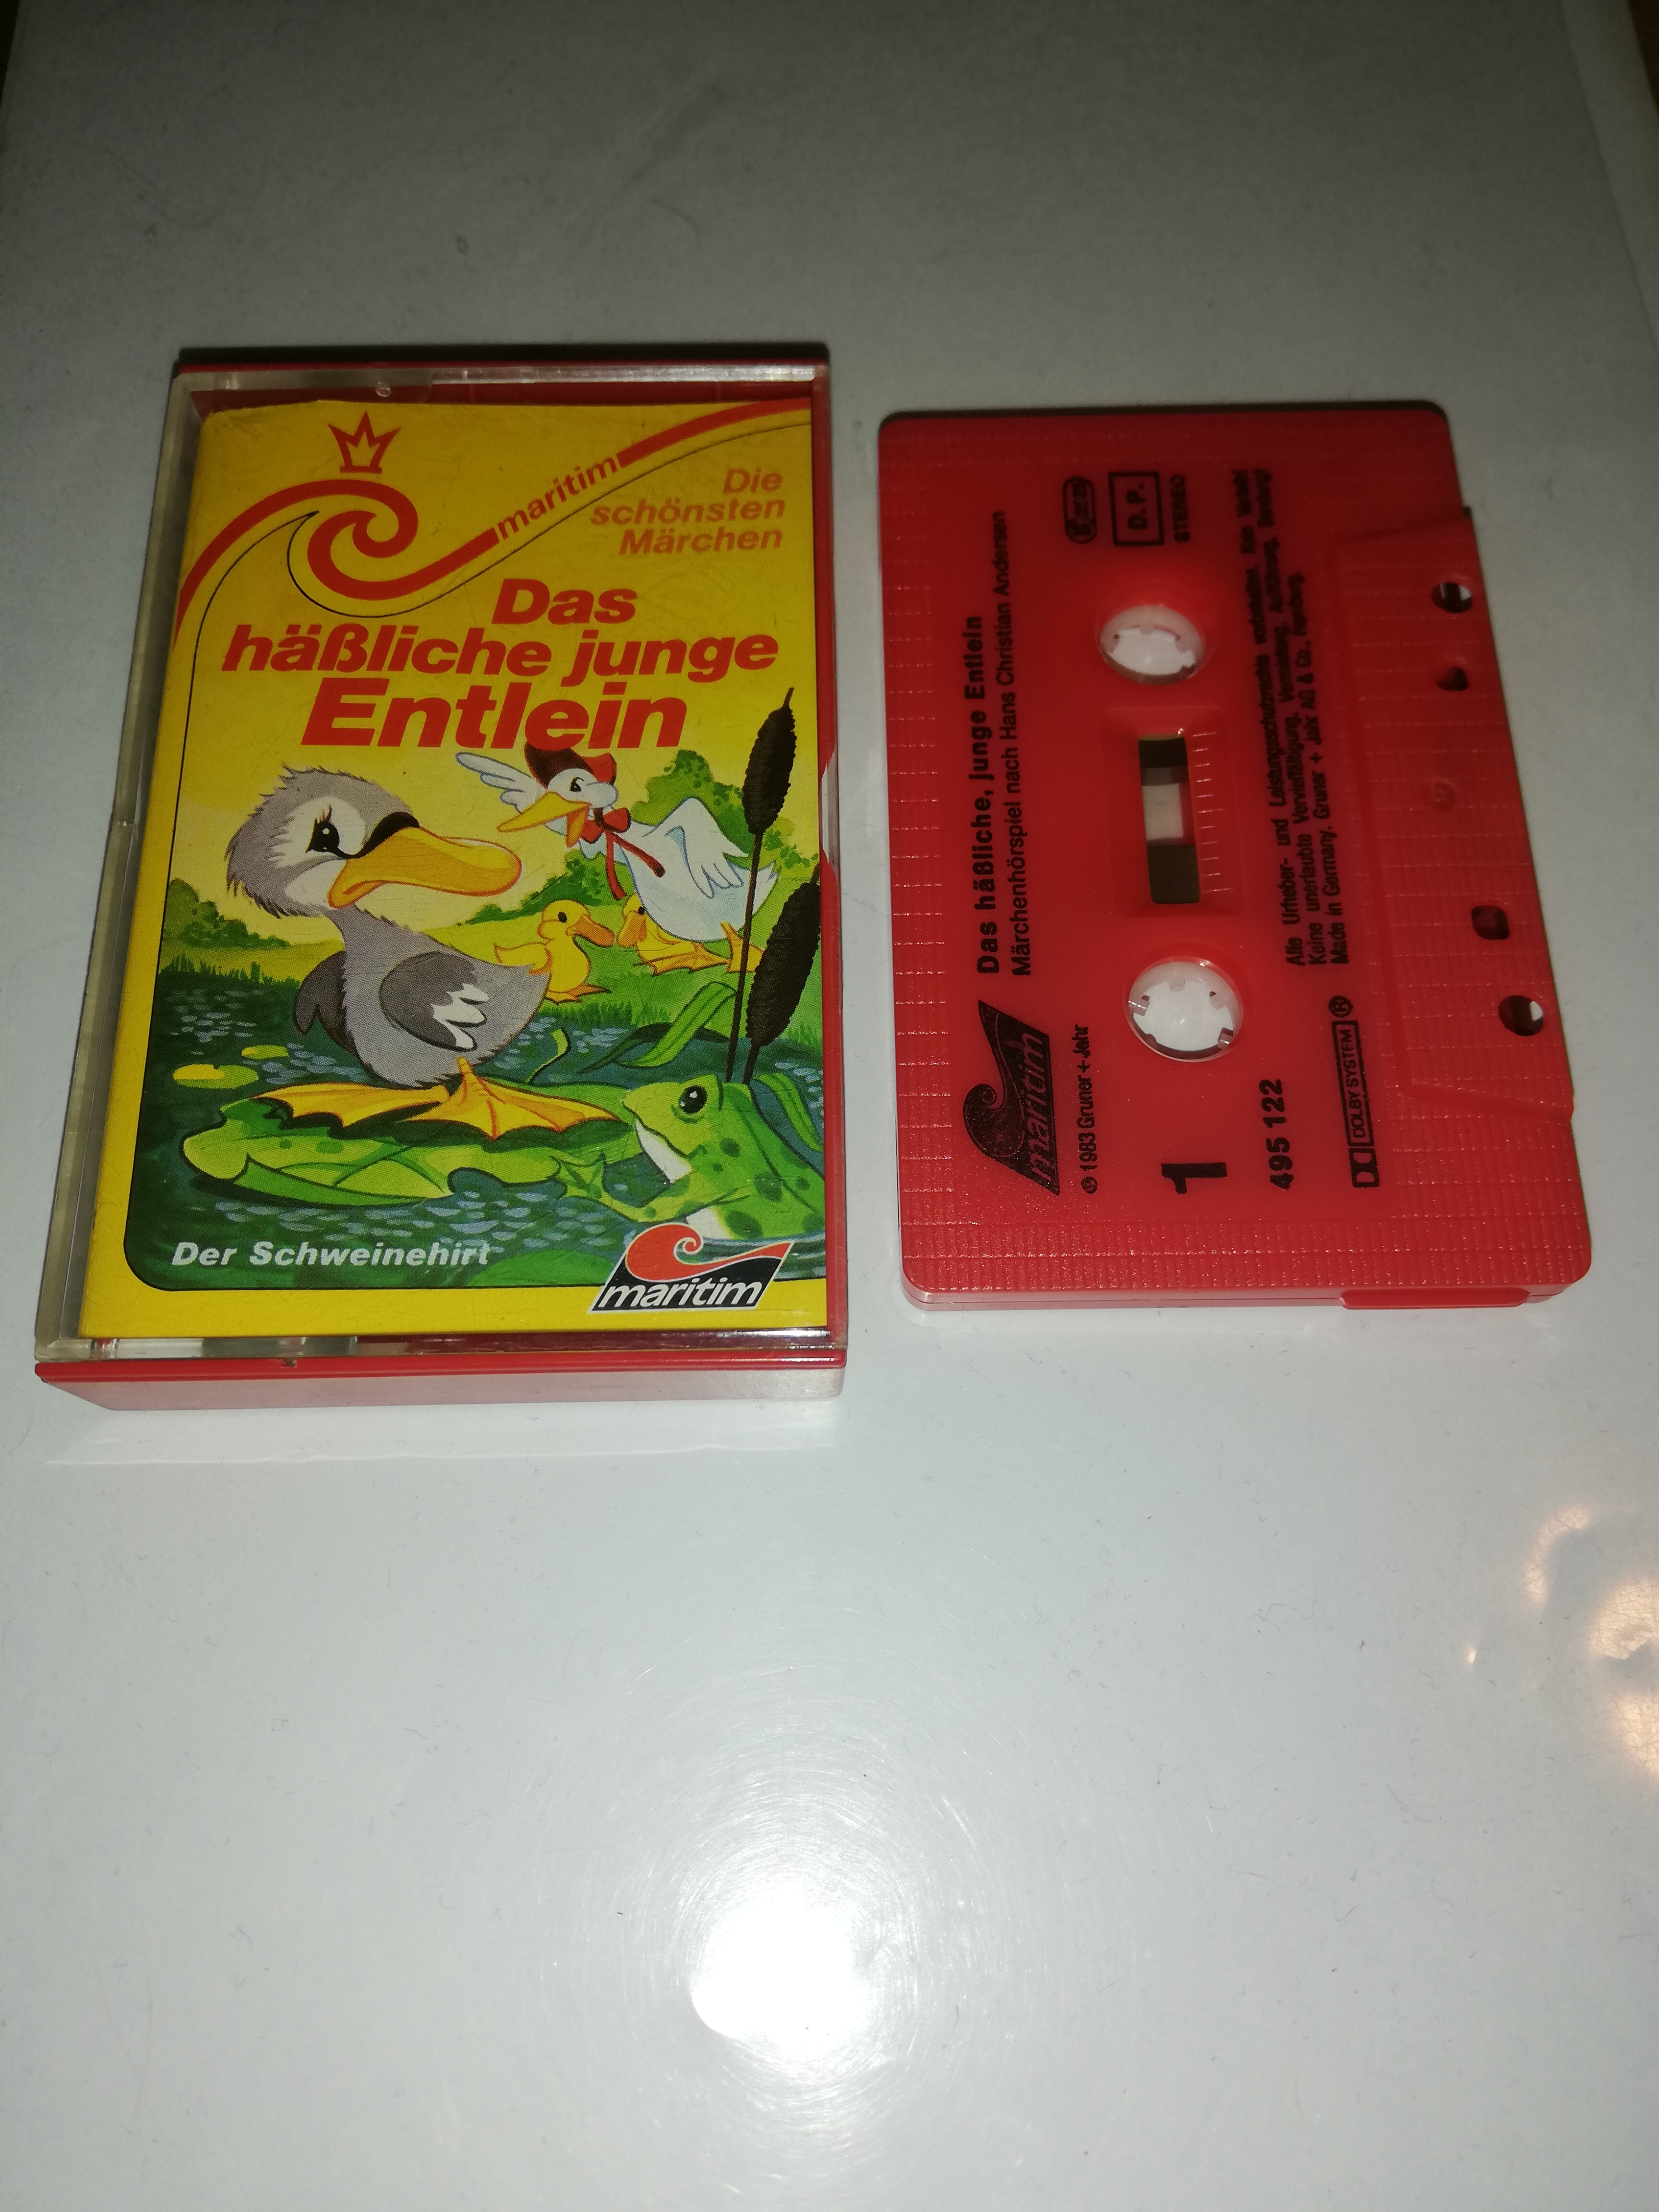 maritim
Die
schönsten
Märchen
Das
häßliche junge
Entlein
Der Schweinehirt
maritim
maritim
Das häßliche, junge Entlein
Märchenhörspiel nach Hans Christian Andersen
℗ 1983 Gruner + Jahr
D.P.
STEREO
1
495 122
Alle Urheber- und Leistungsschutzrechte vorbehalten. Kein Verleih!
Keine unerlaubte Vervielfältigung, Vermietung, Aufführung, Sendung!
Made in Germany. Gruner + Jahr AG & Co., Hamburg.
DOLBY SYSTEM ®